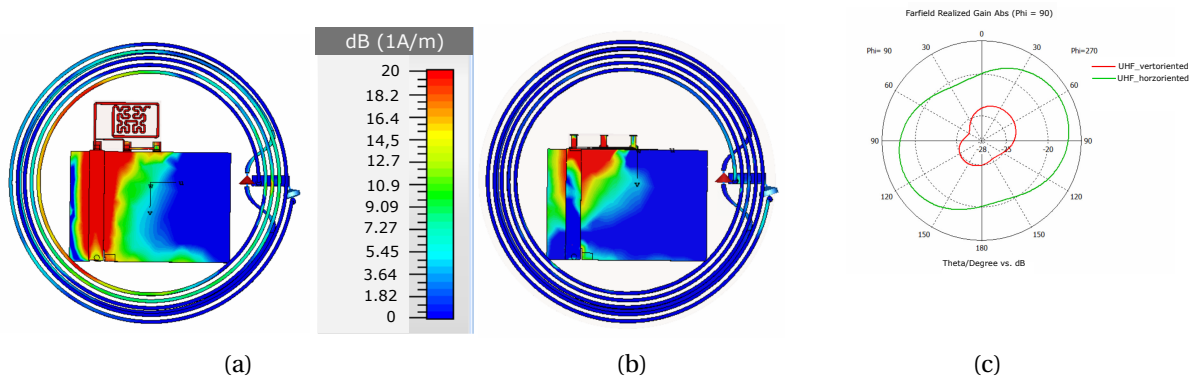 dB (1A/m)
20
18.2
16.4
14,5
12.7
10.9
9.09
7.27
5.45
3.64
1.82
0
Farfield Realized Gain Abs (Phi = 90)
Phi= 90
Phi=270
0
30
30
60
60
90
90
120
120
150
150
180
-28
-25
-20
UHF_vertoriented
UHF_horzoriented
Theta/Degree vs. dB
(a)
(b)
(c)